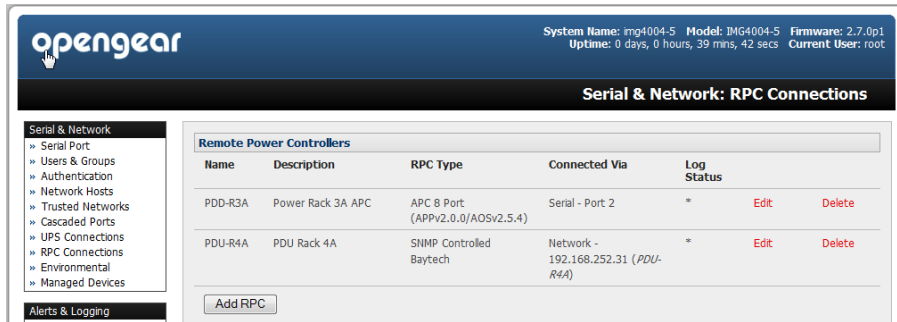 opengear
System Name: img4004-5 Model: IMG4004-5 Firmware: 2.7.0p1
Uptime: 0 days, 0 hours, 39 mins, 42 secs Current User: root
Serial & Network: RPC Connections
Serial & Network
» Serial Port
» Users & Groups
» Authentication
» Network Hosts
» Trusted Networks
» Cascaded Ports
» UPS Connections
» RPC Connections
» Environmental
» Managed Devices
Alerts & Logging
Remote Power Controllers
Name Description RPC Type Connected Via Log
Status
PDD-R3A Power Rack 3A APC APC 8 Port Serial - Port 2 * Edit Delete
(APPv2.0.0/AOSv2.5.4)
PDU-R4A PDU Rack 4A SNMP Controlled Network - * Edit Delete
Baytech 192.168.252.31 (PDU-
R4A)
Add RPC